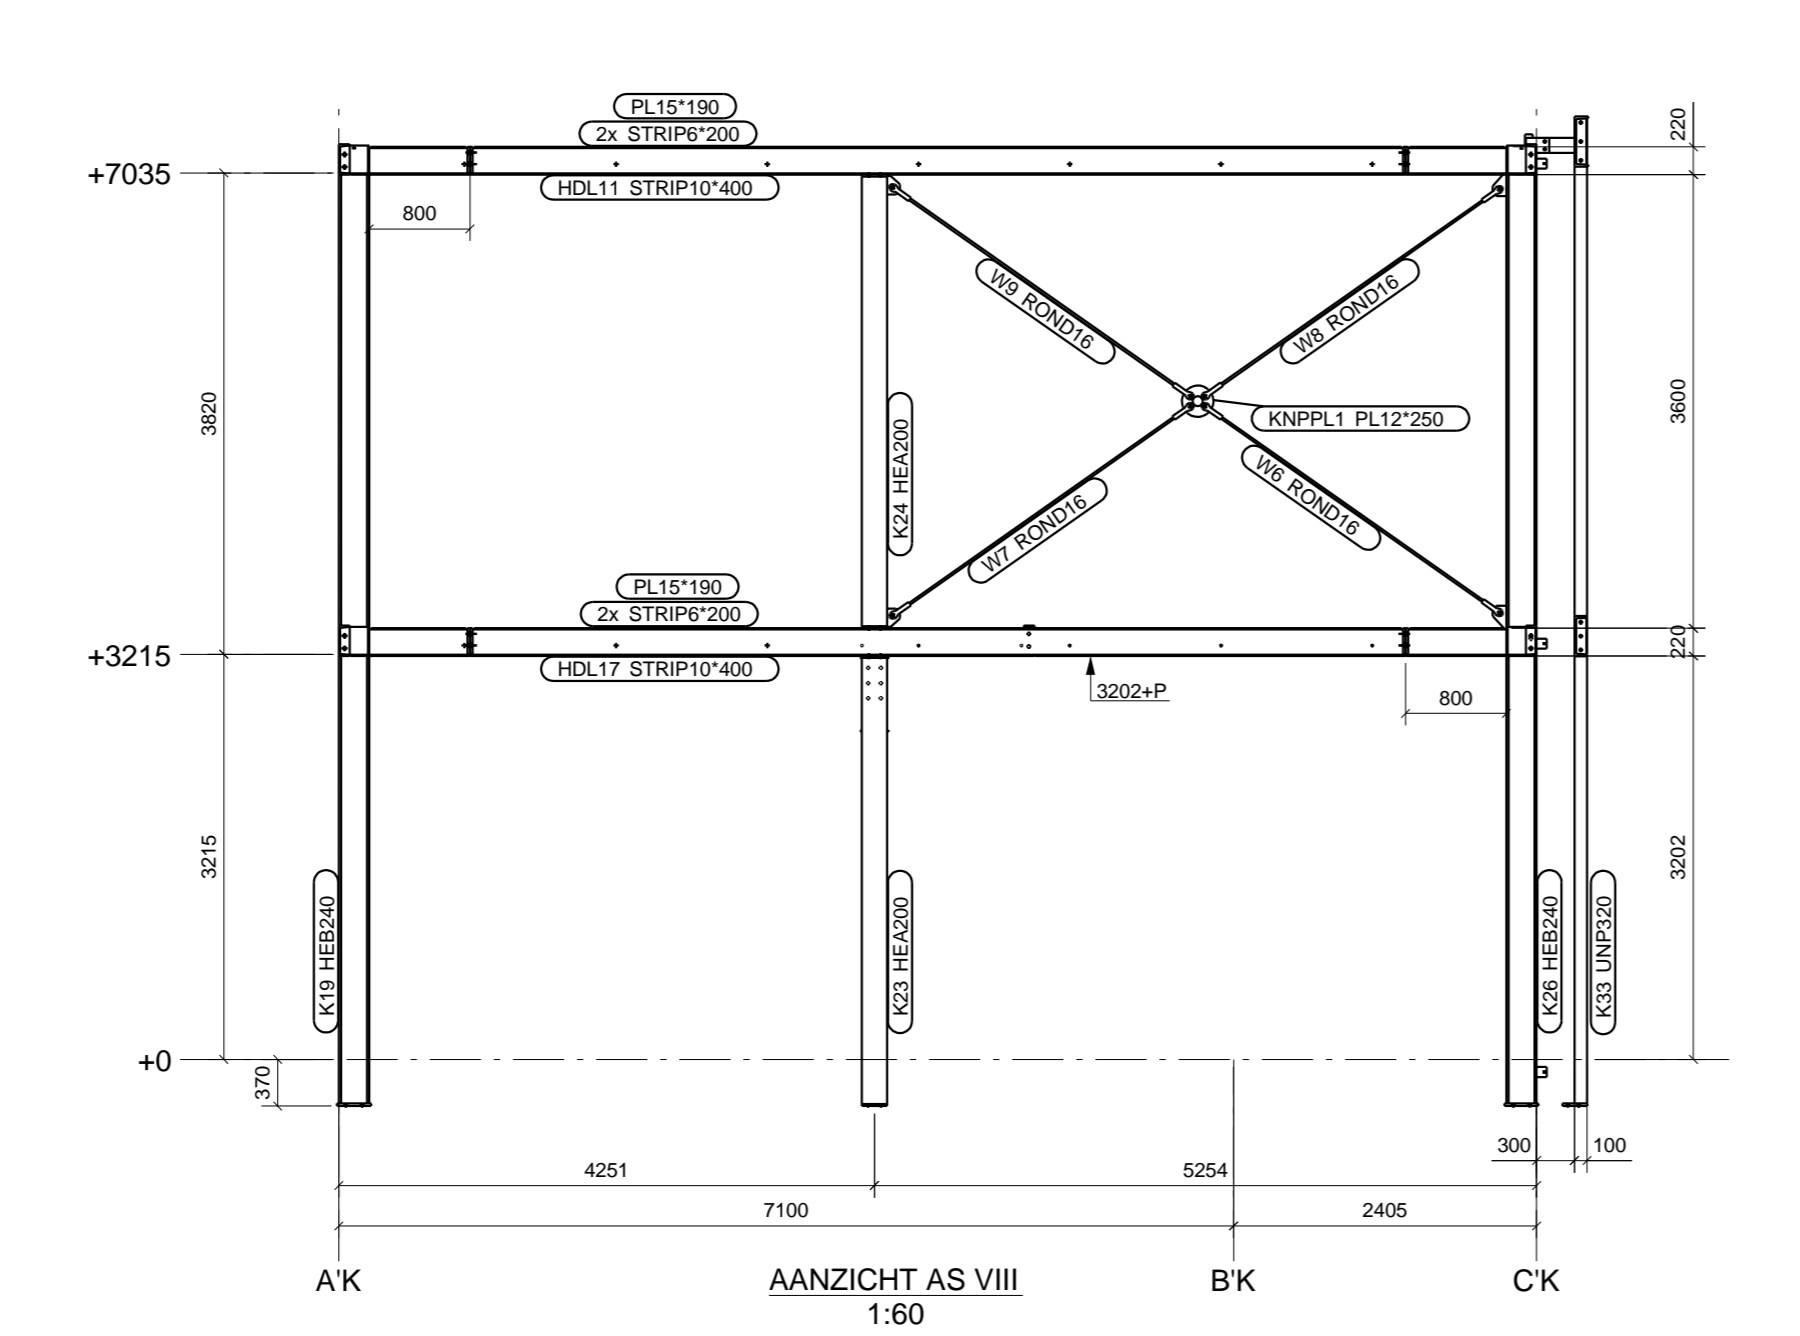 PL15*190
2x STRIP6*200
220
+7035
HDL11 STRIP10*400
800
W9 ROND16
W8 ROND16
3820
3600
KNPPL1 PL12*250
K24 HEA200
W6 ROND16
W7 ROND16
PL15*190
2x STRIP6*200
+3215
220
HDL17 STRIP10*400
3202+P
800
3215
3202
K19 HEB240
K23 HEA200
K26 HEB240
K33 UNP320
+0
370
300
100
4251
5254
7100
2405
A'K
AANZICHT AS VIII
B'K
C'K
1:60